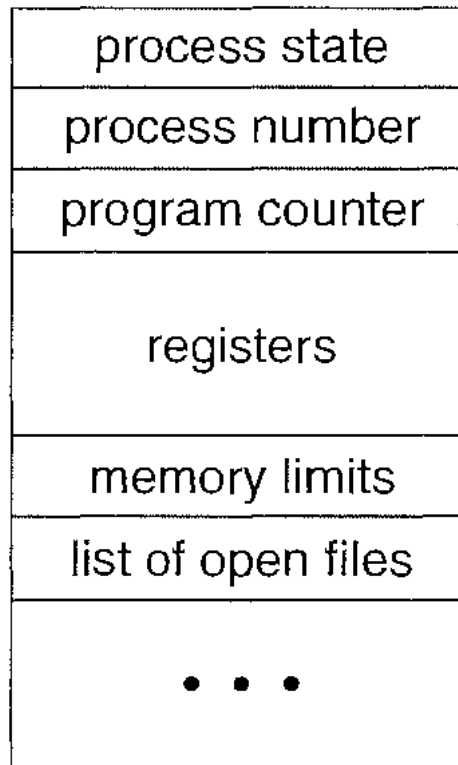 process state
process number
program counter
registers
memory limits
list of open files
• • •